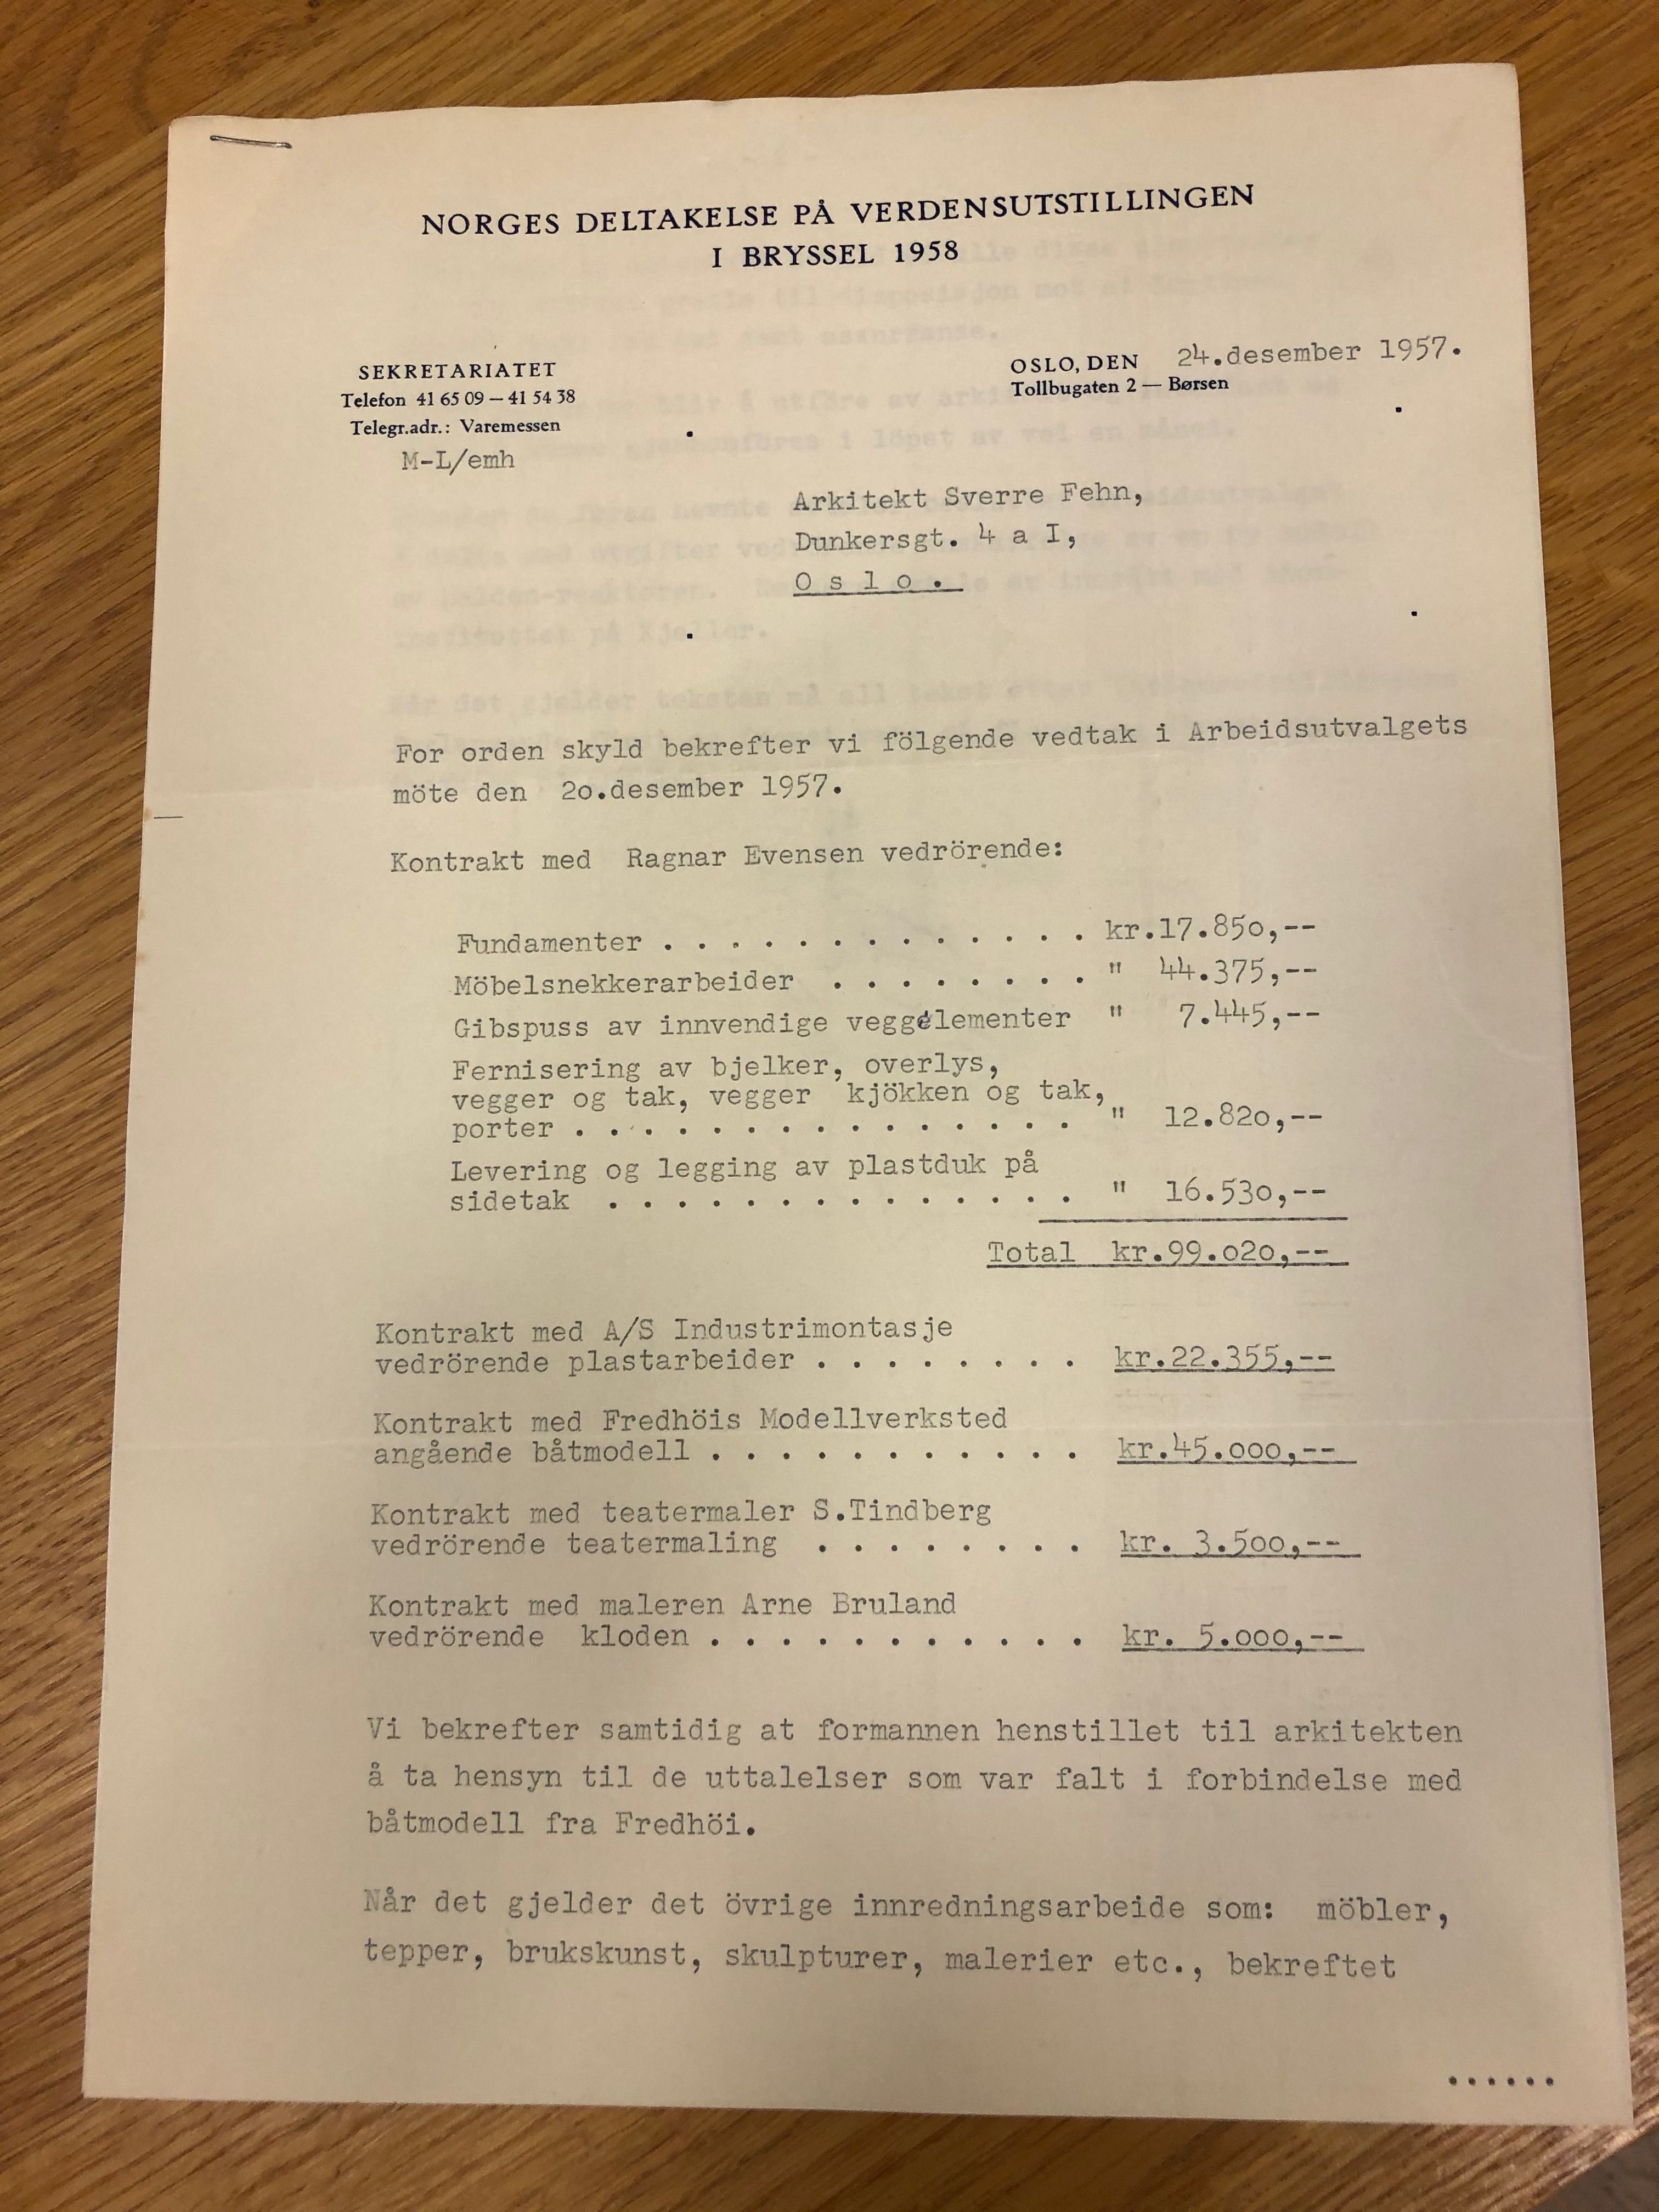 NORGES DELTAKELSE PÅ VERDENSUTSTILLINGEN
I BRYSSEL 1958
SEKRETARIATET
Telefon 41 65 09 — 41 54 38
Telegr.adr.: Varemessen
M-L/emh
OSLO, DEN 24.desember 1957.
Tollbugaten 2 — Børsen
Arkitekt Sverre Fehn,
Dunkersgt. 4 a I,
O s l o .
For orden skyld bekrefter vi fölgende vedtak i Arbeidsutvalgets
möte den 2o.desember 1957.
Kontrakt med Ragnar Evensen vedrörende:
Fundamenter . . . . . . . . . . . . . kr.17.85o,--
Möbelsnekkerarbeider . . . . . . . . " 44.375,--
Gibspuss av innvendige veggelementer " 7.445,--
Fernisering av bjelker, overlys,
vegger og tak, vegger kjökken og tak,
porter . . . . . . . . . . . . . . . " 12.82o,--
Levering og legging av plastduk på
sidetak . . . . . . . . . . . . . . " 16.53o,--
Total kr.99.o2o,--
Kontrakt med A/S Industrimontasje
vedrörende plastarbeider . . . . . . . . kr.22.355,--
Kontrakt med Fredhöis Modellverksted
angående båtmodell . . . . . . . . . . . kr.45.ooo,--
Kontrakt med teatermaler S.Tindberg
vedrörende teatermaling . . . . . . . . kr. 3.5oo,--
Kontrakt med maleren Arne Bruland
vedrörende kloden . . . . . . . . . . . kr. 5.ooo,--
Vi bekrefter samtidig at formannen henstillet til arkitekten
å ta hensyn til de uttalelser som var falt i forbindelse med
båtmodell fra Fredhöi.
Når det gjelder det övrige innredningsarbeide som: möbler,
tepper, brukskunst, skulpturer, malerier etc., bekreftet
......